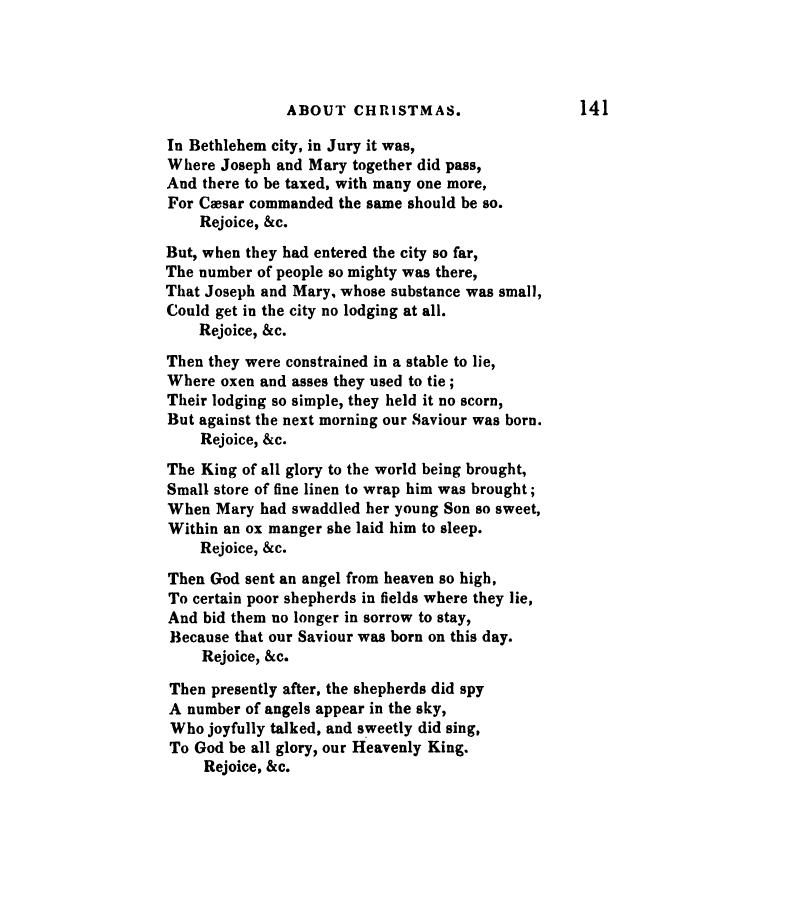 ABOUT CHRISTMAS. 141
In Bethlehem city, in Jury it was,
Where Joseph and Mary together did pass,
And there to be taxed, with many one more,
For Cæsar commanded the same should be so.
Rejoice, &c.
But, when they had entered the city so far,
The number of people so mighty was there,
That Joseph and Mary, whose substance was small,
Could get in the city no lodging at all.
Rejoice, &c.
Then they were constrained in a stable to lie,
Where oxen and asses they used to tie;
Their lodging so simple, they held it no scorn,
But against the next morning our Saviour was born.
Rejoice, &c.
The King of all glory to the world being brought,
Small store of fine linen to wrap him was brought;
When Mary had swaddled her young Son so sweet,
Within an ox manger she laid him to sleep.
Rejoice, &c.
Then God sent an angel from heaven so high,
To certain poor shepherds in fields where they lie,
And bid them no longer in sorrow to stay,
Because that our Saviour was born on this day.
Rejoice, &c.
Then presently after, the shepherds did spy
A number of angels appear in the sky,
Who joyfully talked, and sweetly did sing,
To God be all glory, our Heavenly King.
Rejoice, &c.